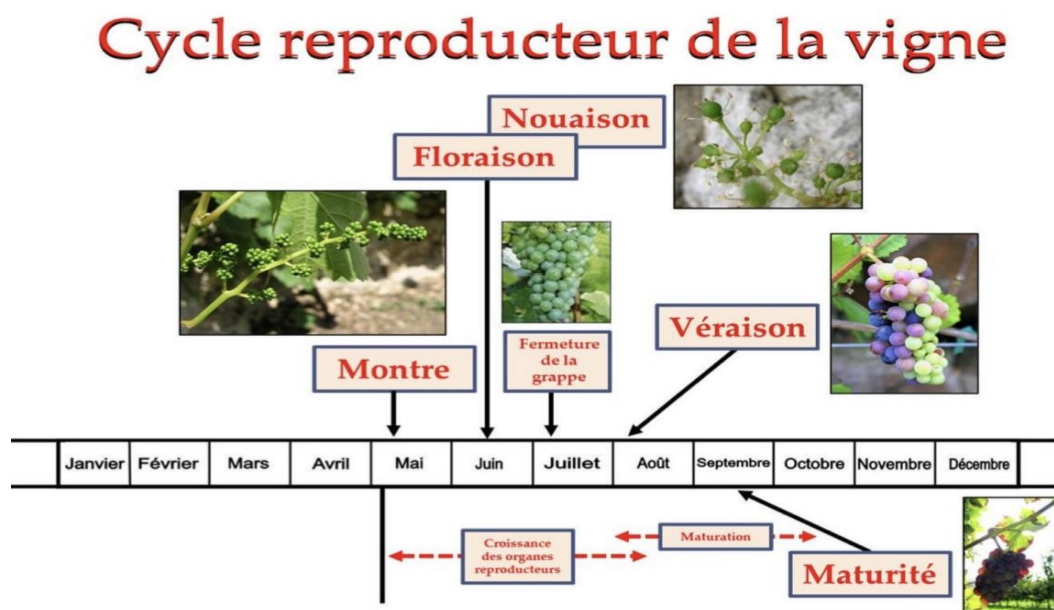 Cycle reproducteur de la vigne
Nouaison
Floraison
Véraison
Fermeture
de la
grappe
Montre
Janvier Février Mars Avril Mai Juin Juillet Août Septembre Octobre Novembre Décembre
Croissance
des organes
reproducteurs
Maturation
Maturité